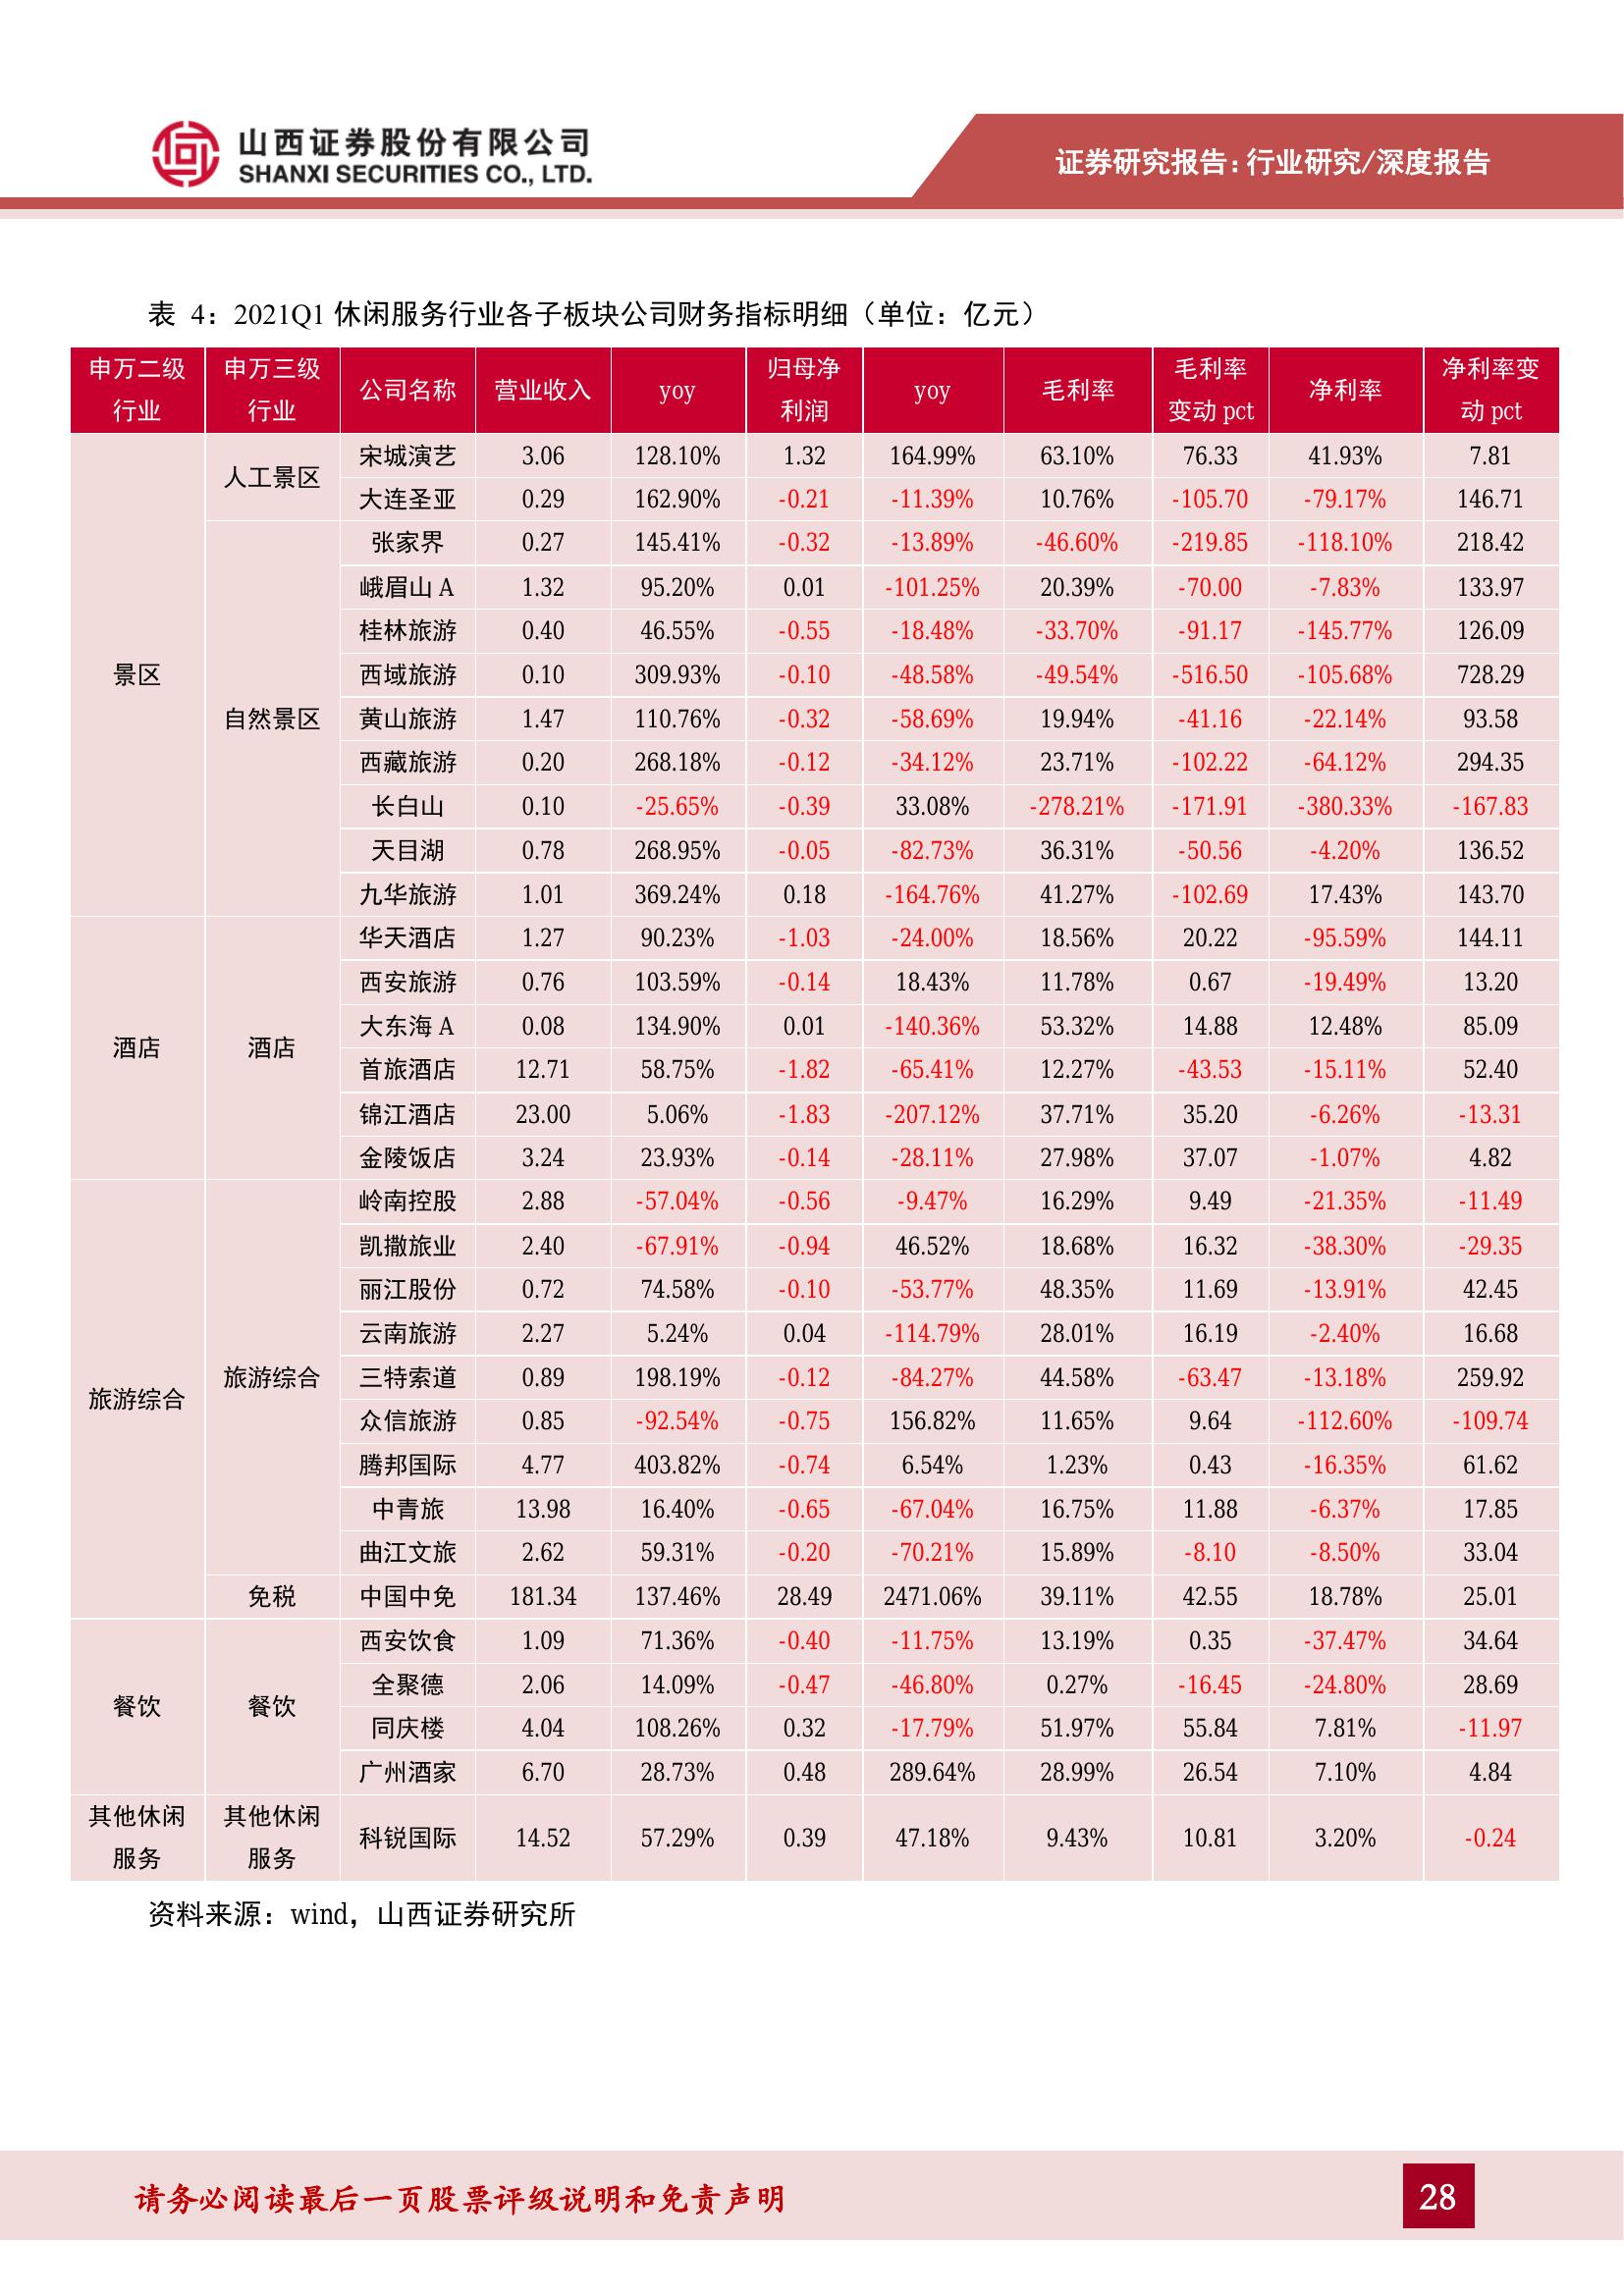 山西证券股份有限公司
SHANXI SECURITIES CO., LTD.
证券研究报告:行业研究/深度报告
表 4：2021Q1 休闲服务行业各子板块公司财务指标明细（单位：亿元）
申万二级行业 申万三级行业 公司名称 营业收入 yoy 归母净利润 yoy 毛利率 毛利率变动 pct 净利率 净利率变动 pct
景区 人工景区 宋城演艺 3.06 128.10% 1.32 164.99% 63.10% 76.33 41.93% 7.81
大连圣亚 0.29 162.90% -0.21 -11.39% 10.76% -105.70 -79.17% 146.71
自然景区 张家界 0.27 145.41% -0.32 -13.89% -46.60% -219.85 -118.10% 218.42
峨眉山 A 1.32 95.20% 0.01 -101.25% 20.39% -70.00 -7.83% 133.97
桂林旅游 0.40 46.55% -0.55 -18.48% -33.70% -91.17 -145.77% 126.09
西域旅游 0.10 309.93% -0.10 -48.58% -49.54% -516.50 -105.68% 728.29
黄山旅游 1.47 110.76% -0.32 -58.69% 19.94% -41.16 -22.14% 93.58
西藏旅游 0.20 268.18% -0.12 -34.12% 23.71% -102.22 -64.12% 294.35
长白山 0.10 -25.65% -0.39 33.08% -278.21% -171.91 -380.33% -167.83
天目湖 0.78 268.95% -0.05 -82.73% 36.31% -50.56 -4.20% 136.52
九华旅游 1.01 369.24% 0.18 -164.76% 41.27% -102.69 17.43% 143.70
酒店 酒店 华天酒店 1.27 90.23% -1.03 -24.00% 18.56% 20.22 -95.59% 144.11
西安旅游 0.76 103.59% -0.14 18.43% 11.78% 0.67 -19.49% 13.20
大东海 A 0.08 134.90% 0.01 -140.36% 53.32% 14.88 12.48% 85.09
首旅酒店 12.71 58.75% -1.82 -65.41% 12.27% -43.53 -15.11% 52.40
锦江酒店 23.00 5.06% -1.83 -207.12% 37.71% 35.20 -6.26% -13.31
金陵饭店 3.24 23.93% -0.14 -28.11% 27.98% 37.07 -1.07% 4.82
旅游综合 旅游综合 岭南控股 2.88 -57.04% -0.56 -9.47% 16.29% 9.49 -21.35% -11.49
凯撒旅业 2.40 -67.91% -0.94 46.52% 18.68% 16.32 -38.30% -29.35
丽江股份 0.72 74.58% -0.10 -53.77% 48.35% 11.69 -13.91% 42.45
云南旅游 2.27 5.24% 0.04 -114.79% 28.01% 16.19 -2.40% 16.68
三特索道 0.89 198.19% -0.12 -84.27% 44.58% -63.47 -13.18% 259.92
众信旅游 0.85 -92.54% -0.75 156.82% 11.65% 9.64 -112.60% -109.74
腾邦国际 4.77 403.82% -0.74 6.54% 1.23% 0.43 -16.35% 61.62
中青旅 13.98 16.40% -0.65 -67.04% 16.75% 11.88 -6.37% 17.85
曲江文旅 2.62 59.31% -0.20 -70.21% 15.89% -8.10 -8.50% 33.04
免税 中国中免 181.34 137.46% 28.49 2471.06% 39.11% 42.55 18.78% 25.01
餐饮 餐饮 西安饮食 1.09 71.36% -0.40 -11.75% 13.19% 0.35 -37.47% 34.64
全聚德 2.06 14.09% -0.47 -46.80% 0.27% -16.45 -24.80% 28.69
同庆楼 4.04 108.26% 0.32 -17.79% 51.97% 55.84 7.81% -11.97
广州酒家 6.70 28.73% 0.48 289.64% 28.99% 26.54 7.10% 4.84
其他休闲服务 其他休闲服务 科锐国际 14.52 57.29% 0.39 47.18% 9.43% 10.81 3.20% -0.24
资料来源：wind，山西证券研究所
请务必阅读最后一页股票评级说明和免责声明
28